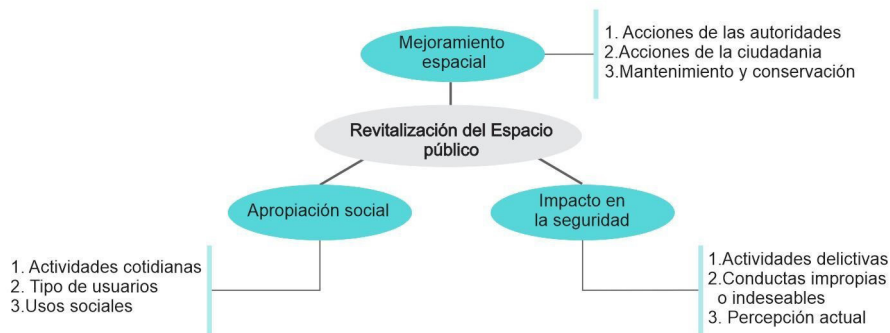 Mejoramiento
espacial
1. Acciones de las autoridades
2.Acciones de la ciudadania
3.Mantenimiento y conservación
Revitalización del Espacio
público
Apropiación social
Impacto en
la seguridad
1. Actividades cotidianas
2. Tipo de usuarios
3.Usos sociales
1.Actividades delictivas
2.Conductas impropias
o indeseables
3. Percepción actual